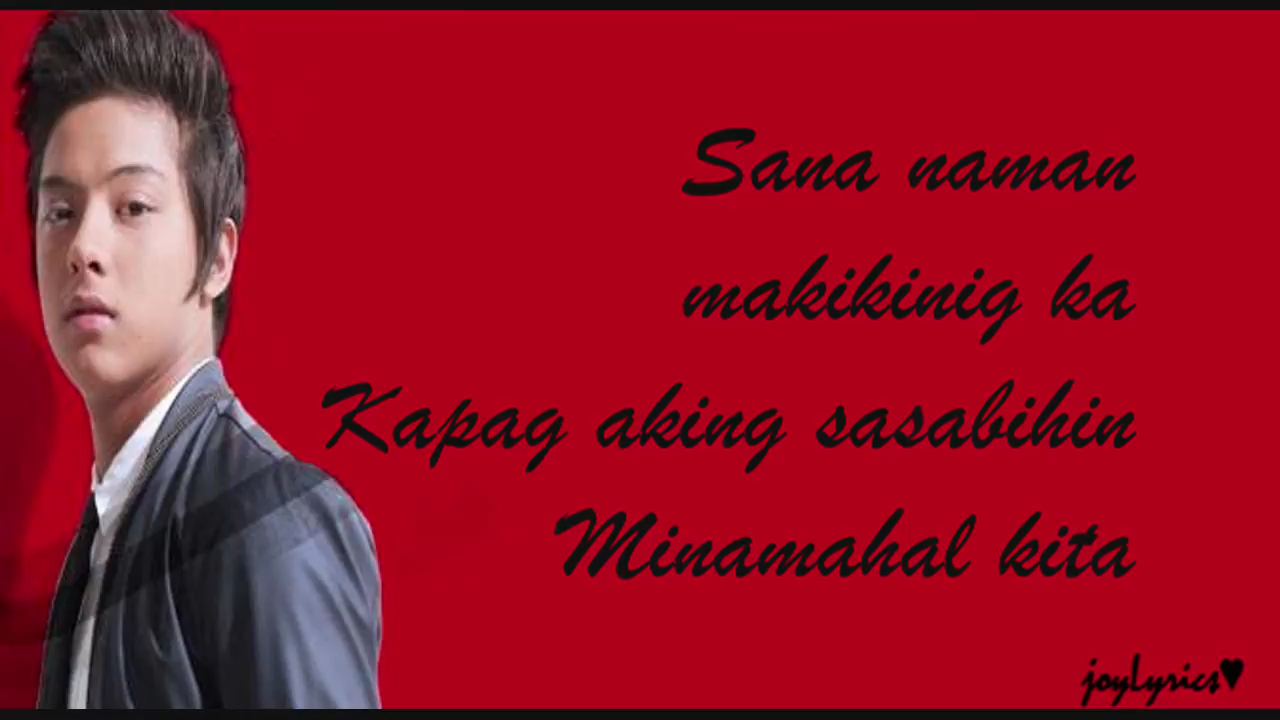 Sana naman
makikinig ka
Kapag aking sasabihin
Minamahal kita
joyLyrics♥